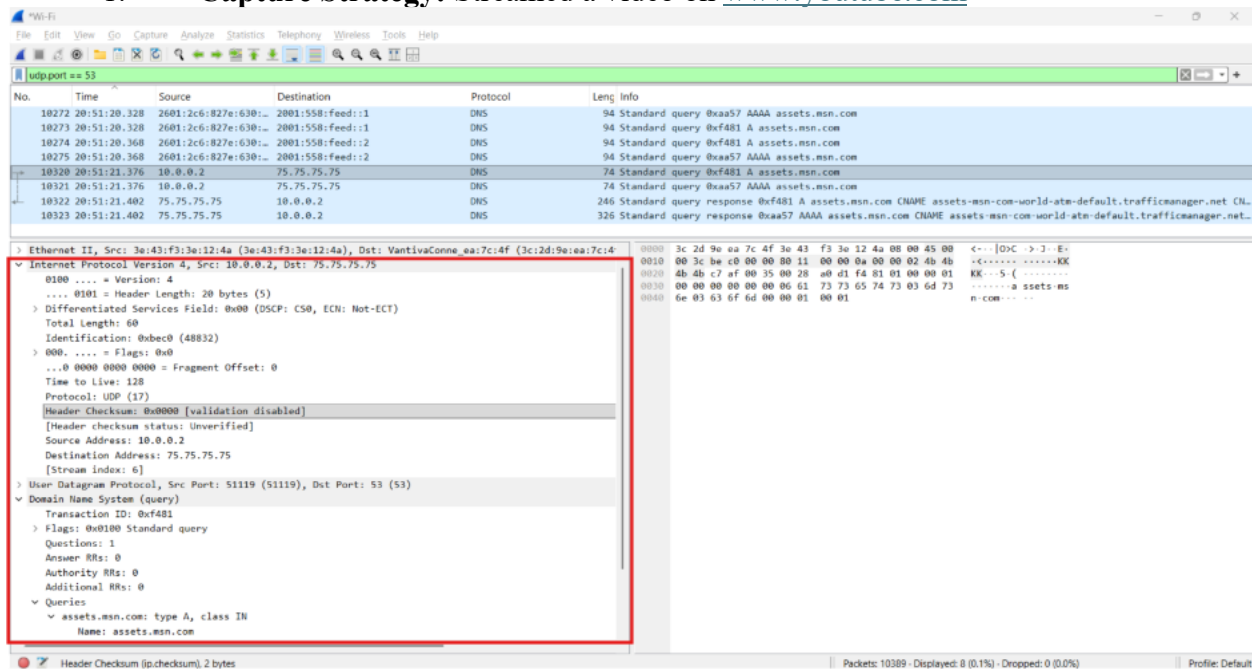 *Wi-Fi
File Edit View Go Capture Analyze Statistics Telephony Wireless Tools Help
udp.port == 53
No. Time Source Destination Protocol Leng Info
10272 20:51:20.328 2601:2c6:827e:630:… 2001:558:feed::1 DNS 94 Standard query 0xaa57 AAAA assets.msn.com
10273 20:51:20.328 2601:2c6:827e:630:… 2001:558:feed::1 DNS 94 Standard query 0xf481 A assets.msn.com
10274 20:51:20.368 2601:2c6:827e:630:… 2001:558:feed::2 DNS 94 Standard query 0xf481 A assets.msn.com
10275 20:51:20.368 2601:2c6:827e:630:… 2001:558:feed::2 DNS 94 Standard query 0xaa57 AAAA assets.msn.com
10320 20:51:21.376 10.0.0.2 75.75.75.75 DNS 74 Standard query 0xf481 A assets.msn.com
10321 20:51:21.376 10.0.0.2 75.75.75.75 DNS 74 Standard query 0xaa57 AAAA assets.msn.com
10322 20:51:21.402 75.75.75.75 10.0.0.2 DNS 246 Standard query response 0xf481 A assets.msn.com CNAME assets-msn-com-world-atm-default.trafficmanager.net CN…
10323 20:51:21.402 75.75.75.75 10.0.0.2 DNS 326 Standard query response 0xaa57 AAAA assets.msn.com CNAME assets-msn-com-world-atm-default.trafficmanager.net…
Ethernet II, Src: 3e:43:f3:3e:12:4a (3e:43:f3:3e:12:4a), Dst: VantivaConne_ea:7c:4f (3c:2d:9e:ea:7c:4
Internet Protocol Version 4, Src: 10.0.0.2, Dst: 75.75.75.75
0100 .... = Version: 4
.... 0101 = Header Length: 20 bytes (5)
Differentiated Services Field: 0x00 (DSCP: CS0, ECN: Not-ECT)
Total Length: 60
Identification: 0xbec0 (48832)
000. .... = Flags: 0x0
...0 0000 0000 0000 = Fragment Offset: 0
Time to Live: 128
Protocol: UDP (17)
Header Checksum: 0x0000 [validation disabled]
[Header checksum status: Unverified]
Source Address: 10.0.0.2
Destination Address: 75.75.75.75
[Stream index: 6]
User Datagram Protocol, Src Port: 51119 (51119), Dst Port: 53 (53)
Domain Name System (query)
Transaction ID: 0xf481
Flags: 0x0100 Standard query
Questions: 1
Answer RRs: 0
Authority RRs: 0
Additional RRs: 0
Queries
assets.msn.com: type A, class IN
Name: assets.msn.com
0000 3c 2d 9e ea 7c 4f 3e 43 f3 3e 12 4a 08 00 45 00 <-··|O>C ·>·J··E·
0010 00 3c be c0 00 00 80 11 00 00 0a 00 00 02 4b 4b ·<······ ······KK
0020 4b 4b c7 af 00 35 00 28 a0 d1 f4 81 01 00 00 01 KK···5·( ········
0030 00 00 00 00 00 00 06 61 73 73 65 74 73 03 6d 73 ·······a ssets·ms
0040 6e 03 63 6f 6d 00 00 01 00 01 n·com··· ··
Header Checksum (ip.checksum), 2 bytes
Packets: 10389 · Displayed: 8 (0.1%) · Dropped: 0 (0.0%)
Profile: Default